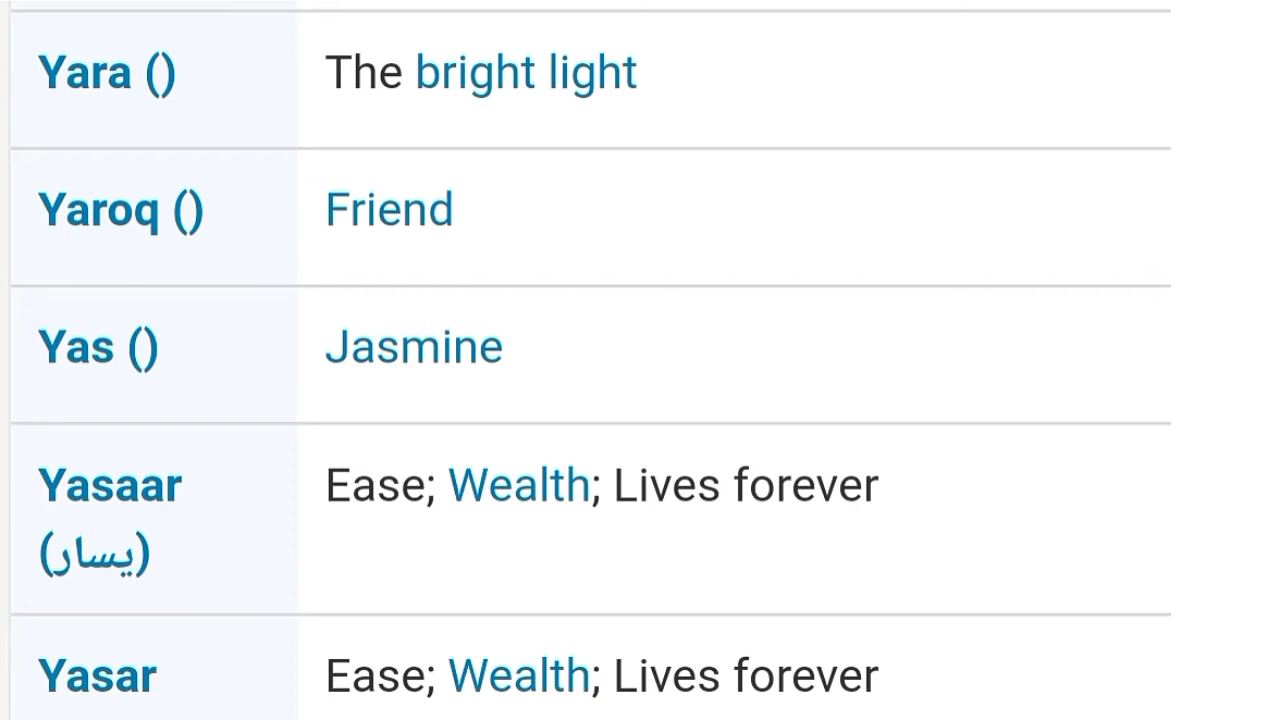 Yara () The bright light
Yaroq () Friend
Yas () Jasmine
Yasaar Ease; Wealth; Lives forever
(يسار)
Yasar Ease; Wealth; Lives forever